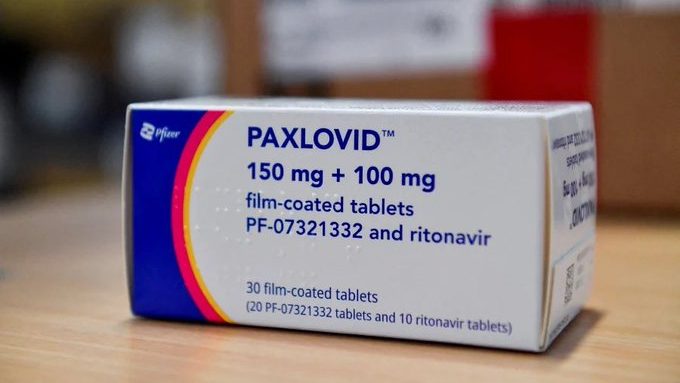 Pfizer
PAXLOVID™
150 mg + 100 mg
film-coated tablets
PF-07321332 and ritonavir
30 film-coated tablets
(20 PF-07321332 tablets and 10 ritonavir tablets)